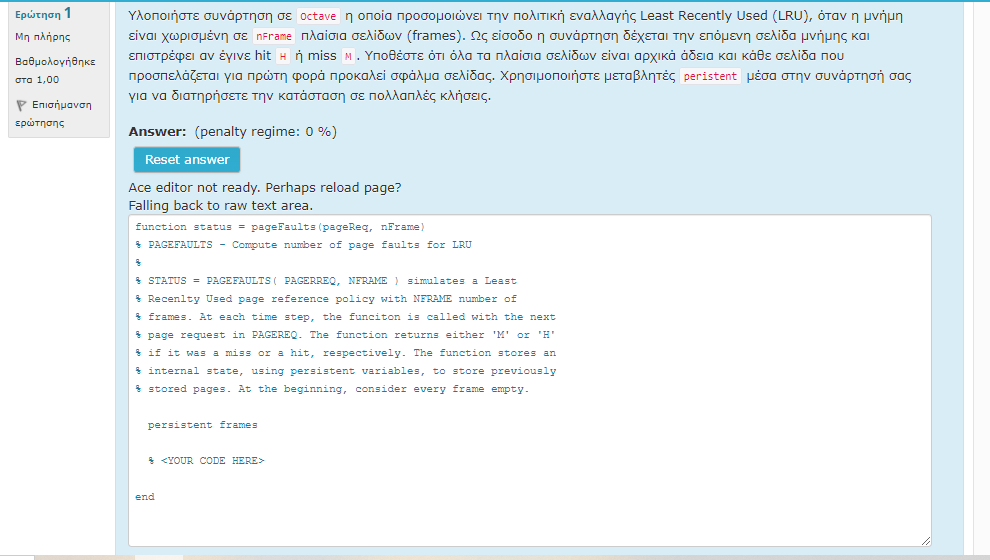 Ερώτηση 1
Μη πλήρης
Βαθμολογήθηκε
στα 1,00
Επισήμανση
ερώτησης
Υλοποιήστε συνάρτηση σε Octave η οποία προσομοιώνει την πολιτική εναλλαγής Least Recently Used (LRU), όταν η μνήμη
είναι χωρισμένη σε nFrame πλαίσια σελίδων (frames). Ως είσοδο η συνάρτηση δέχεται την επόμενη σελίδα μνήμης και
επιστρέφει αν έγινε hit H ή miss M . Υποθέστε ότι όλα τα πλαίσια σελίδων είναι αρχικά άδεια και κάθε σελίδα που
προσπελάζεται για πρώτη φορά προκαλεί σφάλμα σελίδας. Χρησιμοποιήστε μεταβλητές peristent μέσα στην συνάρτησή σας
για να διατηρήσετε την κατάσταση σε πολλαπλές κλήσεις.
Answer: (penalty regime: 0 %)
Reset answer
Ace editor not ready. Perhaps reload page?
Falling back to raw text area.
function status = pageFaults(pageReq, nFrame)
% PAGEFAULTS - Compute number of page faults for LRU
%
% STATUS = PAGEFAULTS( PAGERREQ, NFRAME ) simulates a Least
% Recenlty Used page reference policy with NFRAME number of
% frames. At each time step, the funciton is called with the next
% page request in PAGEREQ. The function returns either 'M' or 'H'
% if it was a miss or a hit, respectively. The function stores an
% internal state, using persistent variables, to store previously
% stored pages. At the beginning, consider every frame empty.
persistent frames
% <YOUR CODE HERE>
end